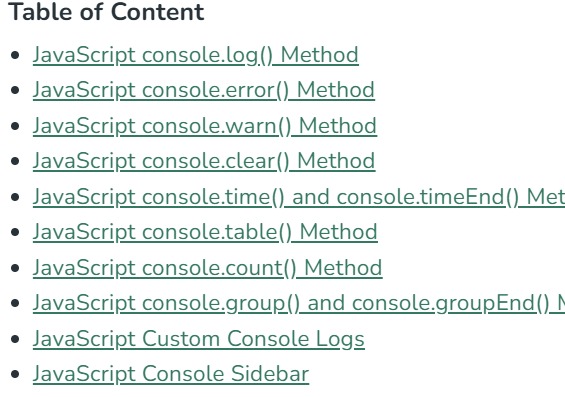 Table of Content
JavaScript console.log() Method
JavaScript console.error() Method
JavaScript console.warn() Method
JavaScript console.clear() Method
JavaScript console.time() and console.timeEnd() Met
JavaScript console.table() Method
JavaScript console.count() Method
JavaScript console.group() and console.groupEnd()
JavaScript Custom Console Logs
JavaScript Console Sidebar